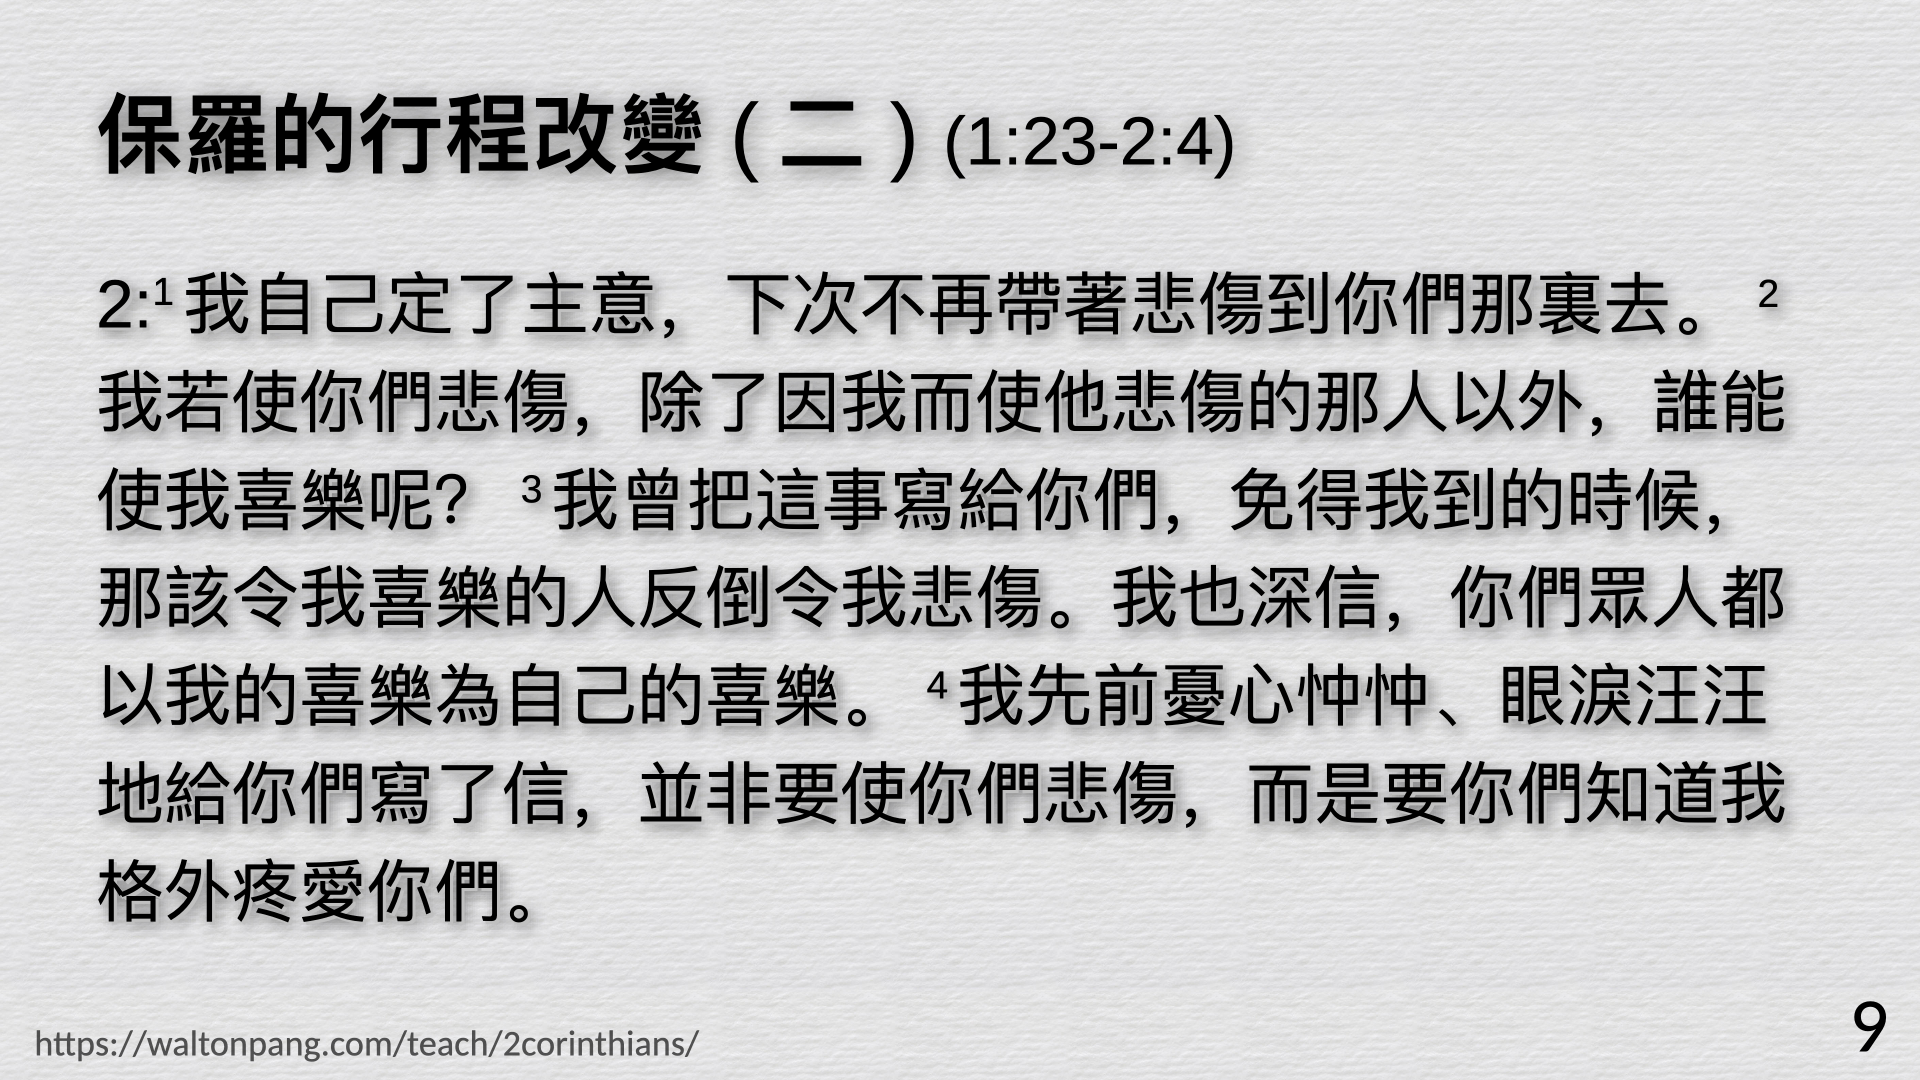 保羅的行程改變 ( 二 ) (1:23-2:4)
2:1 我自己定了主意，下次不再帶著悲傷到你們那裏去。 2
我若使你們悲傷，除了因我而使他悲傷的那人以外，誰能
使我喜樂呢? 3 我曾把這事寫給你們，免得我到的時候，
那該令我喜樂的人反倒令我悲傷。我也深信，你們眾人都
以我的喜樂為自己的喜樂。 4 我先前憂心忡忡、眼淚汪汪
地給你們寫了信，並非要使你們悲傷，而是要你們知道我
格外疼愛你們。
https://waltonpang.com/teach/2corinthians/
9